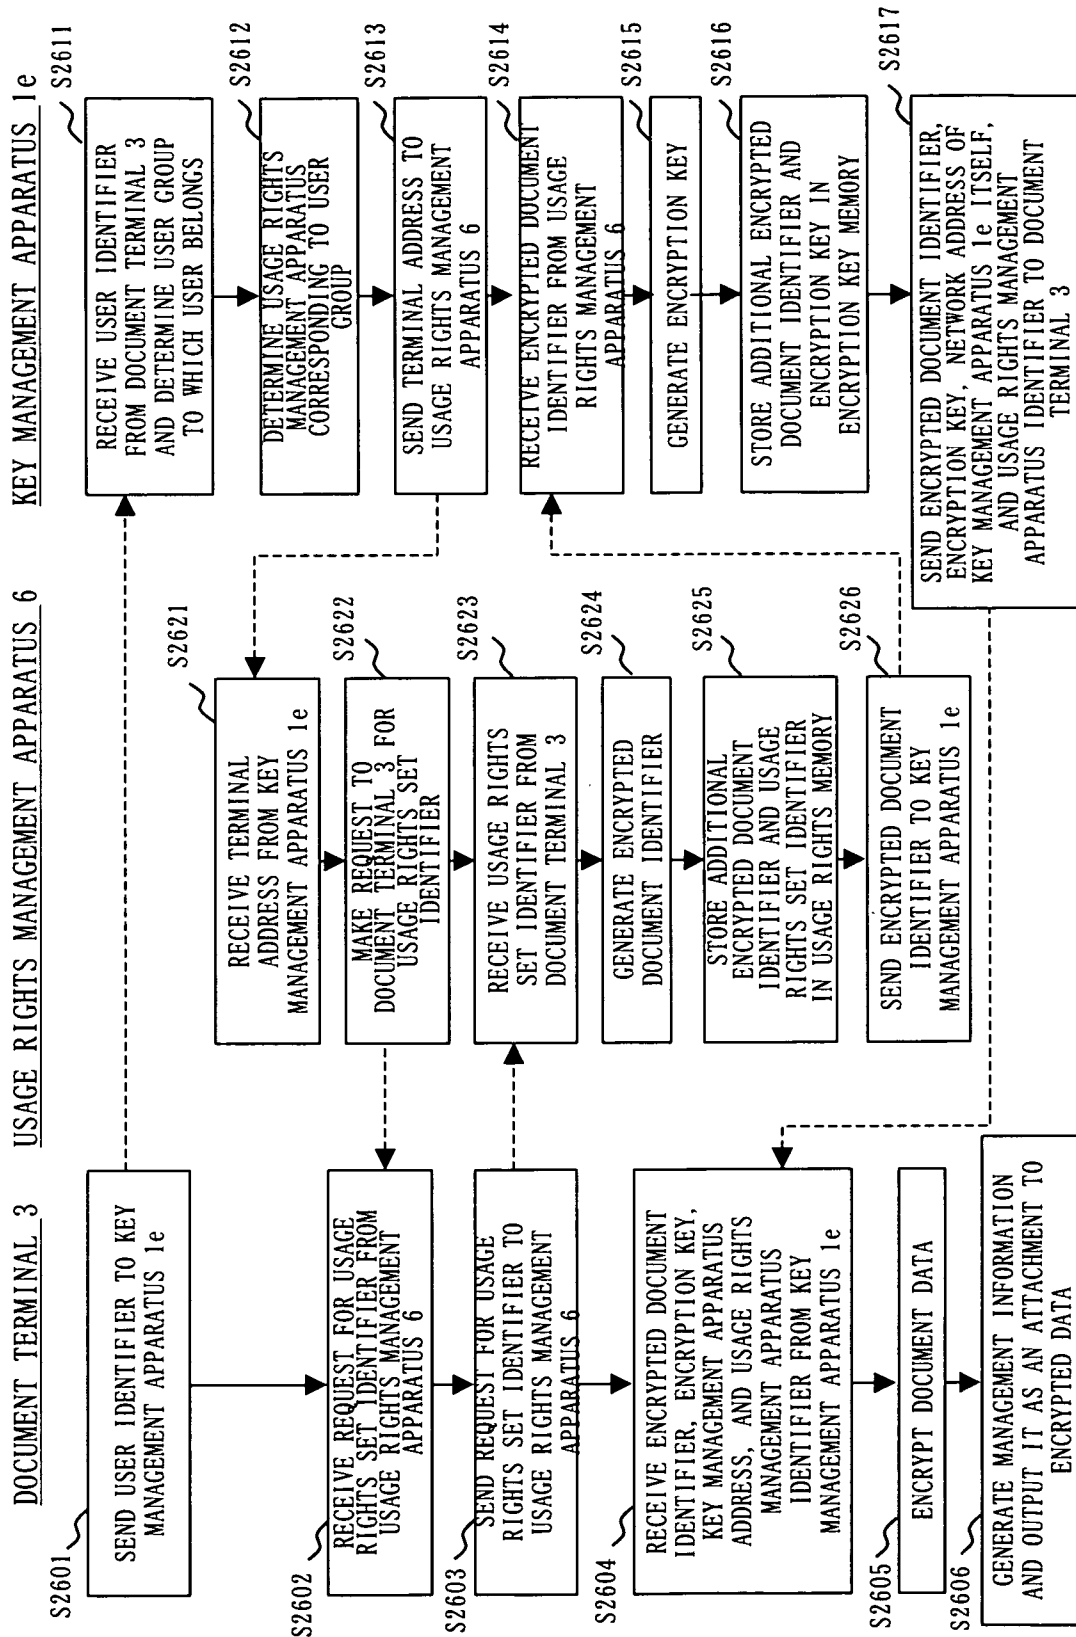 DOCUMENT TERMINAL 3
S2601
SEND USER IDENTIFIER TO KEY
MANAGEMENT APPARATUS 1e
S2602
RECEIVE REQUEST FOR USAGE
RIGHTS SET IDENTIFIER FROM
USAGE RIGHTS MANAGEMENT
APPARATUS 6
S2603
SEND REQUEST FOR USAGE
RIGHTS SET IDENTIFIER TO
USAGE RIGHTS MANAGEMENT
APPARATUS 6
S2604
RECEIVE ENCRYPTED DOCUMENT
IDENTIFIER, ENCRYPTION KEY,
KEY MANAGEMENT APPARATUS
ADDRESS, AND USAGE RIGHTS
MANAGEMENT APPARATUS
IDENTIFIER FROM KEY
MANAGEMENT APPARATUS 1e
S2605
ENCRYPT DOCUMENT DATA
S2606
GENERATE MANAGEMENT INFORMATION
AND OUTPUT IT AS AN ATTACHMENT TO
ENCRYPTED DATA
USAGE RIGHTS MANAGEMENT APPARATUS 6
S2621
RECEIVE TERMINAL
ADDRESS FROM KEY
MANAGEMENT APPARATUS 1e
S2622
MAKE REQUEST TO
DOCUMENT TERMINAL 3 FOR
USAGE RIGHTS SET
IDENTIFIER
S2623
RECEIVE USAGE RIGHTS
SET IDENTIFIER FROM
DOCUMENT TERMINAL 3
S2624
GENERATE ENCRYPTED
DOCUMENT IDENTIFIER
S2625
STORE ADDITIONAL
ENCRYPTED DOCUMENT
IDENTIFIER AND USAGE
RIGHTS SET IDENTIFIER
IN USAGE RIGHTS MEMORY
S2626
SEND ENCRYPTED DOCUMENT
IDENTIFIER TO KEY
MANAGEMENT APPARATUS 1e
KEY MANAGEMENT APPARATUS 1e
S2611
RECEIVE USER IDENTIFIER
FROM DOCUMENT TERMINAL 3
AND DETERMINE USER GROUP
TO WHICH USER BELONGS
S2612
DETERMINE USAGE RIGHTS
MANAGEMENT APPARATUS
CORRESPONDING TO USER
GROUP
S2613
SEND TERMINAL ADDRESS TO
USAGE RIGHTS MANAGEMENT
APPARATUS 6
S2614
RECEIVE ENCRYPTED DOCUMENT
IDENTIFIER FROM USAGE
RIGHTS MANAGEMENT
APPARATUS 6
S2615
GENERATE ENCRYPTION KEY
S2616
STORE ADDITIONAL ENCRYPTED
DOCUMENT IDENTIFIER AND
ENCRYPTION KEY IN
ENCRYPTION KEY MEMORY
S2617
SEND ENCRYPTED DOCUMENT IDENTIFIER,
ENCRYPTION KEY, NETWORK ADDRESS OF
KEY MANAGEMENT APPARATUS 1e ITSELF,
AND USAGE RIGHTS MANAGEMENT
APPARATUS IDENTIFIER TO DOCUMENT
TERMINAL 3